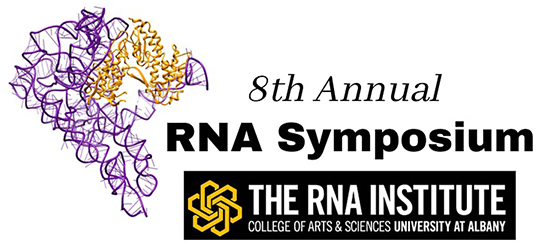 8th Annual
RNA Symposium
THE RNA INSTITUTE
COLLEGE OF ARTS & SCIENCES UNIVERSITY AT ALBANY